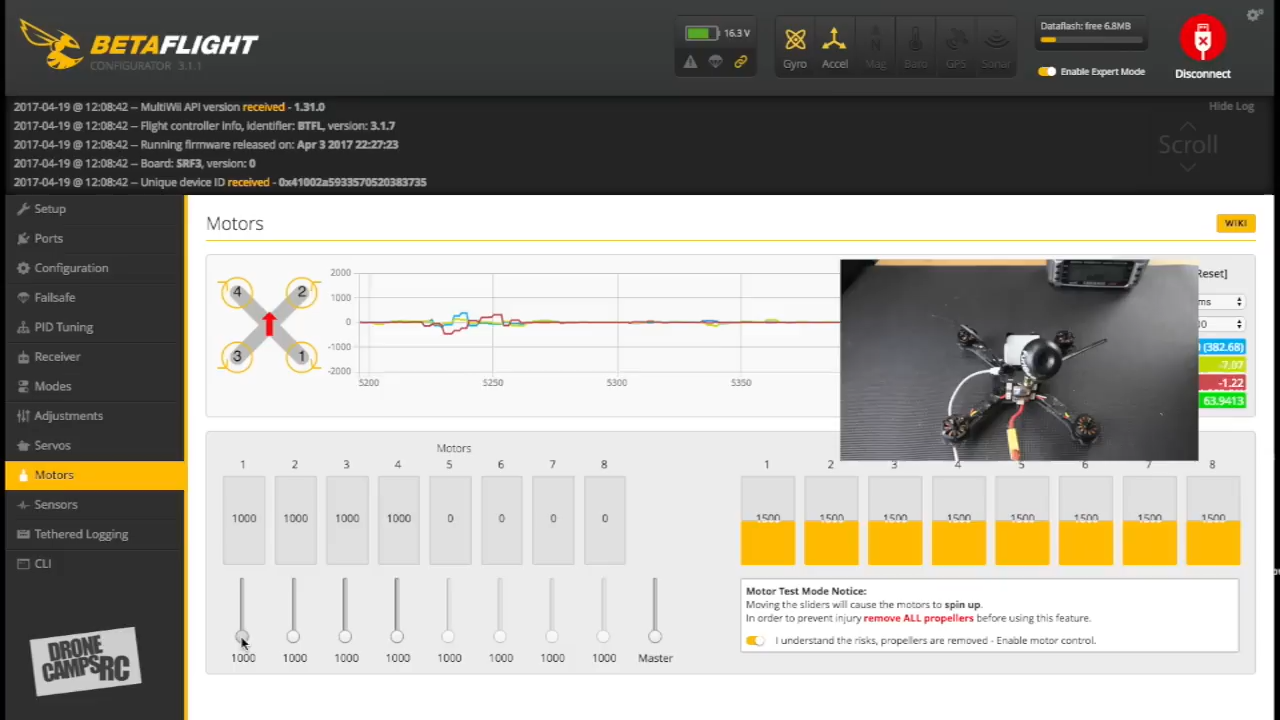 BETAFLIGHT
CONFIGURATOR 3.1.1
16.3 V
Gyro
Accel
Mag
Baro
GPS
Sonar
Dataflash: free 6.8MB
Enable Expert Mode
Disconnect
2017-04-19 @ 12:08:42 -- MultiWii API version received - 1.31.0
2017-04-19 @ 12:08:42 -- Flight controller info, identifier: BTFL, version: 3.1.7
2017-04-19 @ 12:08:42 -- Running firmware released on: Apr 3 2017 22:27:23
2017-04-19 @ 12:08:42 -- Board: SRF3, version: 0
2017-04-19 @ 12:08:42 -- Unique device ID received - 0x41002a5933570520383735
Hide Log
Scroll
Setup
Ports
Configuration
Failsafe
PID Tuning
Receiver
Modes
Adjustments
Servos
Motors
Sensors
Tethered Logging
CLI
DRONE
CAMPSRC
Motors
WIKI
4 2
3 1
2000
1000
0
-1000
-2000
5200 5250 5300 5350
Reset]
ms
00
(382.68)
-7.07
-1.22
63.9413
Motors
1 2 3 4 5 6 7 8
1000 1000 1000 1000 0 0 0 0
1000 1000 1000 1000 1000 1000 1000 1000 Master
1 2 3 4 5 6 7 8
1500 1500 1500 1500 1500 1500 1500 1500
Motor Test Mode Notice:
Moving the sliders will cause the motors to spin up.
In order to prevent injury remove ALL propellers before using this feature.
I understand the risks, propellers are removed - Enable motor control.